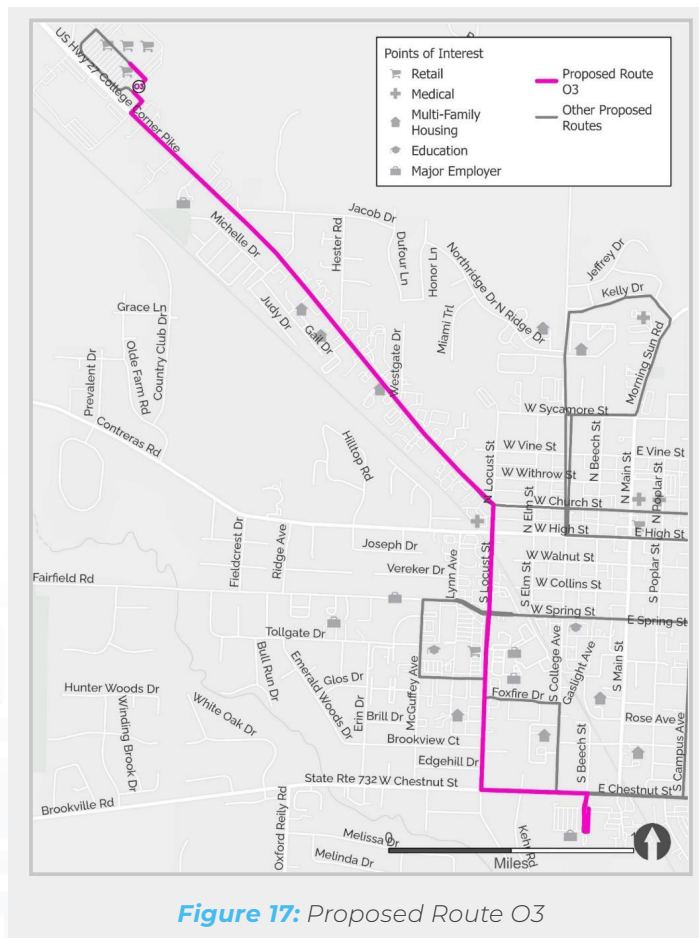 US Hwy 27 College Corner Pike
O3
Points of Interest
Retail
Medical
Multi-Family
Housing
Education
Major Employer
Proposed Route
O3
Other Proposed
Routes
Jacob Dr
Michelle Dr
Hester Rd
Dufour Ln
Honor Ln
Northridge Dr
N Ridge Dr
Jeffrey Dr
Kelly Dr
Grace Ln
Country Club Dr
Olde Farm Rd
Prevalent Dr
Judy Dr
Gail Dr
Miami Trl
Westgate Dr
Morning Sun Rd
W Sycamore St
Contreras Rd
Hilltop Rd
N Locust St
W Vine St
E Vine St
N Beech St
W Withrow St
N Main St
N Poplar St
N Elm St
W Church St
W High St
E High St
Fieldcrest Dr
Ridge Ave
Joseph Dr
Vereker Dr
Lynn Ave
S Locust St
W Walnut St
S Elm St
W Collins St
S Poplar St
Fairfield Rd
W Spring St
E Spring St
Tollgate Dr
Bull Run Dr
Emerald Woods Dr
Glos Dr
Erin Dr
McGuffey Ave
S College Ave
Gaslight Ave
S Main St
Foxfire Dr
Hunter Woods Dr
Winding Brook Dr
White Oak Dr
Brill Dr
Brookview Ct
Edgehill Dr
S Beech St
Rose Ave
S Campus Ave
State Rte 732 W Chestnut St
E Chestnut St
Brookville Rd
Oxford Reily Rd
Melissa Dr
Melinda Dr
Kehr Rd
0
1
Miles
Figure 17: Proposed Route O3